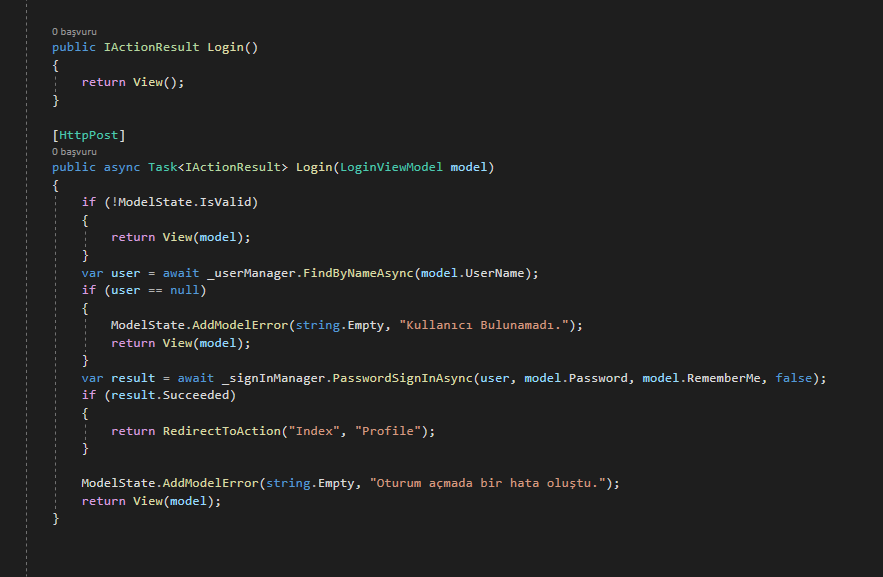 0 başvuru
public IActionResult Login()
{
return View();
}
[HttpPost]
0 başvuru
public async Task<IActionResult> Login(LoginViewModel model)
{
if (!ModelState.IsValid)
{
return View(model);
}
var user = await _userManager.FindByNameAsync(model.UserName);
if (user == null)
{
ModelState.AddModelError(string.Empty, "Kullanıcı Bulunamadı.");
return View(model);
}
var result = await _signInManager.PasswordSignInAsync(user, model.Password, model.RememberMe, false);
if (result.Succeeded)
{
return RedirectToAction("Index", "Profile");
}
ModelState.AddModelError(string.Empty, "Oturum açmada bir hata oluştu.");
return View(model);
}